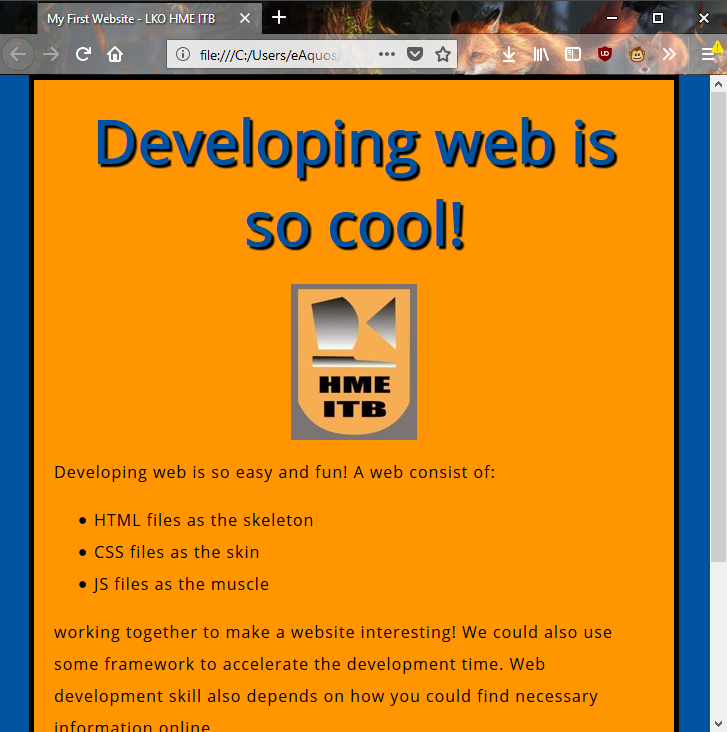 My First Website - LKO HME ITB
file:///C:/Users/eAquos/
Developing web is
so cool!
HME
ITB
Developing web is so easy and fun! A web consist of:
• HTML files as the skeleton
• CSS files as the skin
• JS files as the muscle
working together to make a website interesting! We could also use
some framework to accelerate the development time. Web
development skill also depends on how you could find necessary
information online